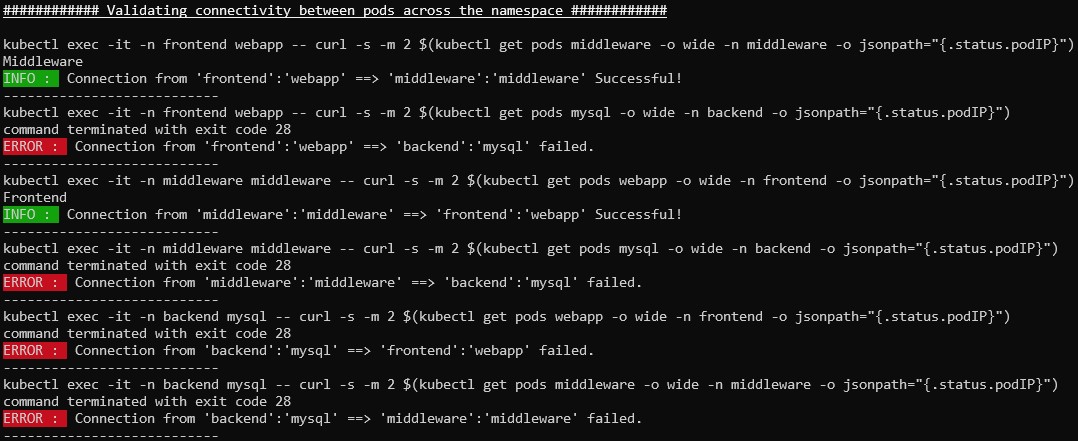 ############ Validating connectivity between pods across the namespace ############
kubectl exec -it -n frontend webapp -- curl -s -m 2 $(kubectl get pods middleware -o wide -n middleware -o jsonpath="{.status.podIP}")
Middleware
INFO : Connection from 'frontend':'webapp' ==> 'middleware':'middleware' Successful!
---------------------------
kubectl exec -it -n frontend webapp -- curl -s -m 2 $(kubectl get pods mysql -o wide -n backend -o jsonpath="{.status.podIP}")
command terminated with exit code 28
ERROR : Connection from 'frontend':'webapp' ==> 'backend':'mysql' failed.
---------------------------
kubectl exec -it -n middleware middleware -- curl -s -m 2 $(kubectl get pods webapp -o wide -n frontend -o jsonpath="{.status.podIP}")
Frontend
INFO : Connection from 'middleware':'middleware' ==> 'frontend':'webapp' Successful!
---------------------------
kubectl exec -it -n middleware middleware -- curl -s -m 2 $(kubectl get pods mysql -o wide -n backend -o jsonpath="{.status.podIP}")
command terminated with exit code 28
ERROR : Connection from 'middleware':'middleware' ==> 'backend':'mysql' failed.
---------------------------
kubectl exec -it -n backend mysql -- curl -s -m 2 $(kubectl get pods webapp -o wide -n frontend -o jsonpath="{.status.podIP}")
command terminated with exit code 28
ERROR : Connection from 'backend':'mysql' ==> 'frontend':'webapp' failed.
---------------------------
kubectl exec -it -n backend mysql -- curl -s -m 2 $(kubectl get pods middleware -o wide -n middleware -o jsonpath="{.status.podIP}")
command terminated with exit code 28
ERROR : Connection from 'backend':'mysql' ==> 'middleware':'middleware' failed.
---------------------------